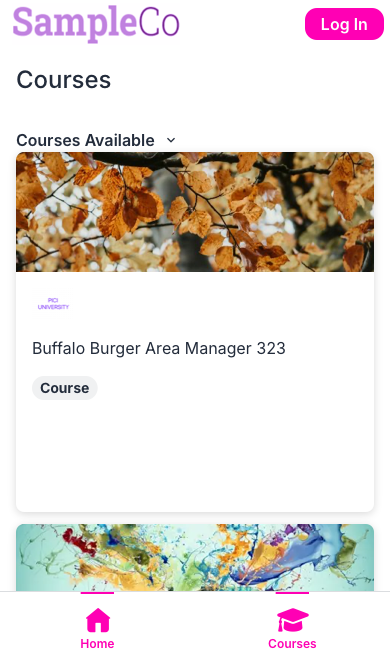 SampleCo
Log In
Courses
Courses Available
PICI
UNIVERSITY
Buffalo Burger Area Manager 323
Course
Home
Courses